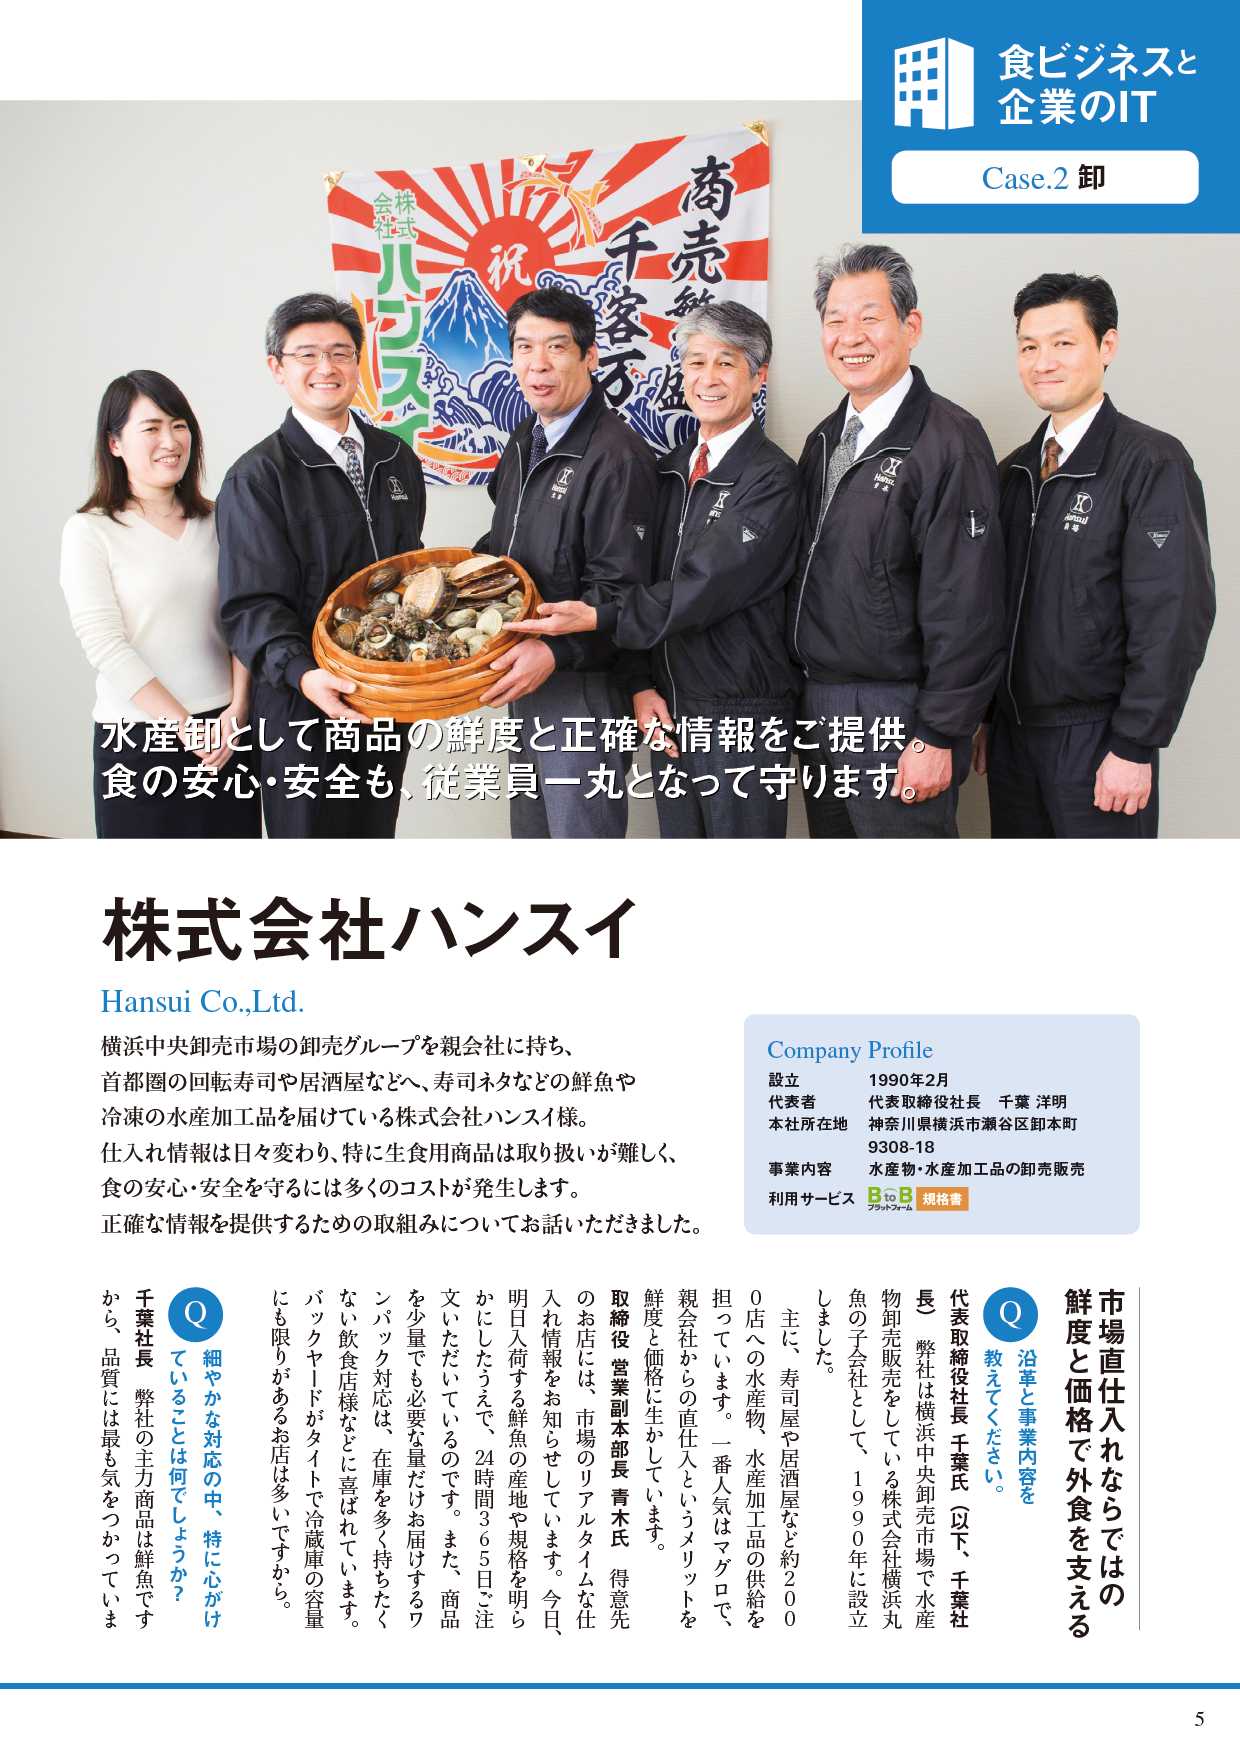 食ビジネスと
企業のIT
Case.2 卸
商売繁盛
千客万
祝
株式
会社
ハンスイ
Hansui
水産卸として商品の鮮度と正確な情報をご提供。
食の安心・安全も、従業員一丸となって守ります。
株式会社ハンスイ
Hansui Co.,Ltd.
横浜中央卸売市場の卸売グループを親会社に持ち、
首都圏の回転寿司や居酒屋などへ、寿司ネタなどの鮮魚や
冷凍の水産加工品を届けている株式会社ハンスイ様。
仕入れ情報は日々変わり、特に生食用商品は取り扱いが難しく、
食の安心・安全を守るには多くのコストが発生します。
正確な情報を提供するための取組みについてお話いただきました。
Company Profile
設立 1990年2月
代表者 代表取締役社長 千葉 洋明
本社所在地 神奈川県横浜市瀬谷区卸本町
9308-18
事業内容 水産物・水産加工品の卸売販売
利用サービス BtoB プラットフォーム 規格書
市場直仕入れならではの
鮮度と価格で外食を支える
Q 沿革と事業内容を
教えてください。
代表取締役社長 千葉氏（以下、千葉社
長） 弊社は横浜中央卸売市場で水産
物卸売販売をしている株式会社横浜丸
魚の子会社として、1990年に設立
しました。
主に、寿司屋や居酒屋など約200
0店への水産物、水産加工品の供給を
担っています。一番人気はマグロで、
親会社からの直仕入というメリットを
鮮度と価格に生かしています。
取締役 営業副本部長 青木氏 得意先
のお店には、市場のリアルタイムな仕
入れ情報をお知らせしています。今日、
明日入荷する鮮魚の産地や規格を明ら
かにしたうえで、24時間365日ご注
文いただいているのです。また、商品
を少量でも必要な量だけお届けするワ
ンパック対応は、在庫を多く持ちたく
ない飲食店様などに喜ばれています。
バックヤードがタイトで冷蔵庫の容量
にも限りがあるお店は多いですから。
Q 細やかな対応の中、特に心がけ
ていることは何でしょうか？
千葉社長 弊社の主力商品は鮮魚です
から、品質には最も気をつかっていま
5